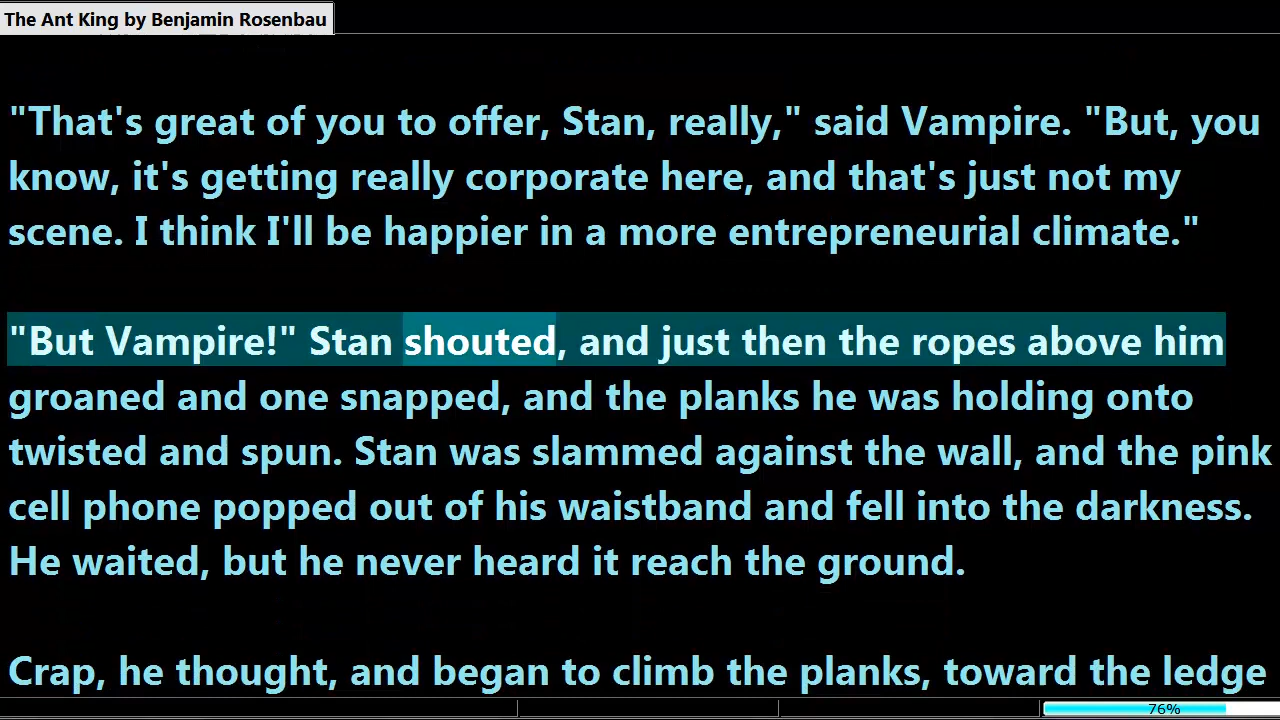 The Ant King by Benjamin Rosenbau
"That's great of you to offer, Stan, really," said Vampire. "But, you
know, it's getting really corporate here, and that's just not my
scene. I think I'll be happier in a more entrepreneurial climate."
"But Vampire!" Stan shouted, and just then the ropes above him
groaned and one snapped, and the planks he was holding onto
twisted and spun. Stan was slammed against the wall, and the pink
cell phone popped out of his waistband and fell into the darkness.
He waited, but he never heard it reach the ground.
Crap, he thought, and began to climb the planks, toward the ledge
76%